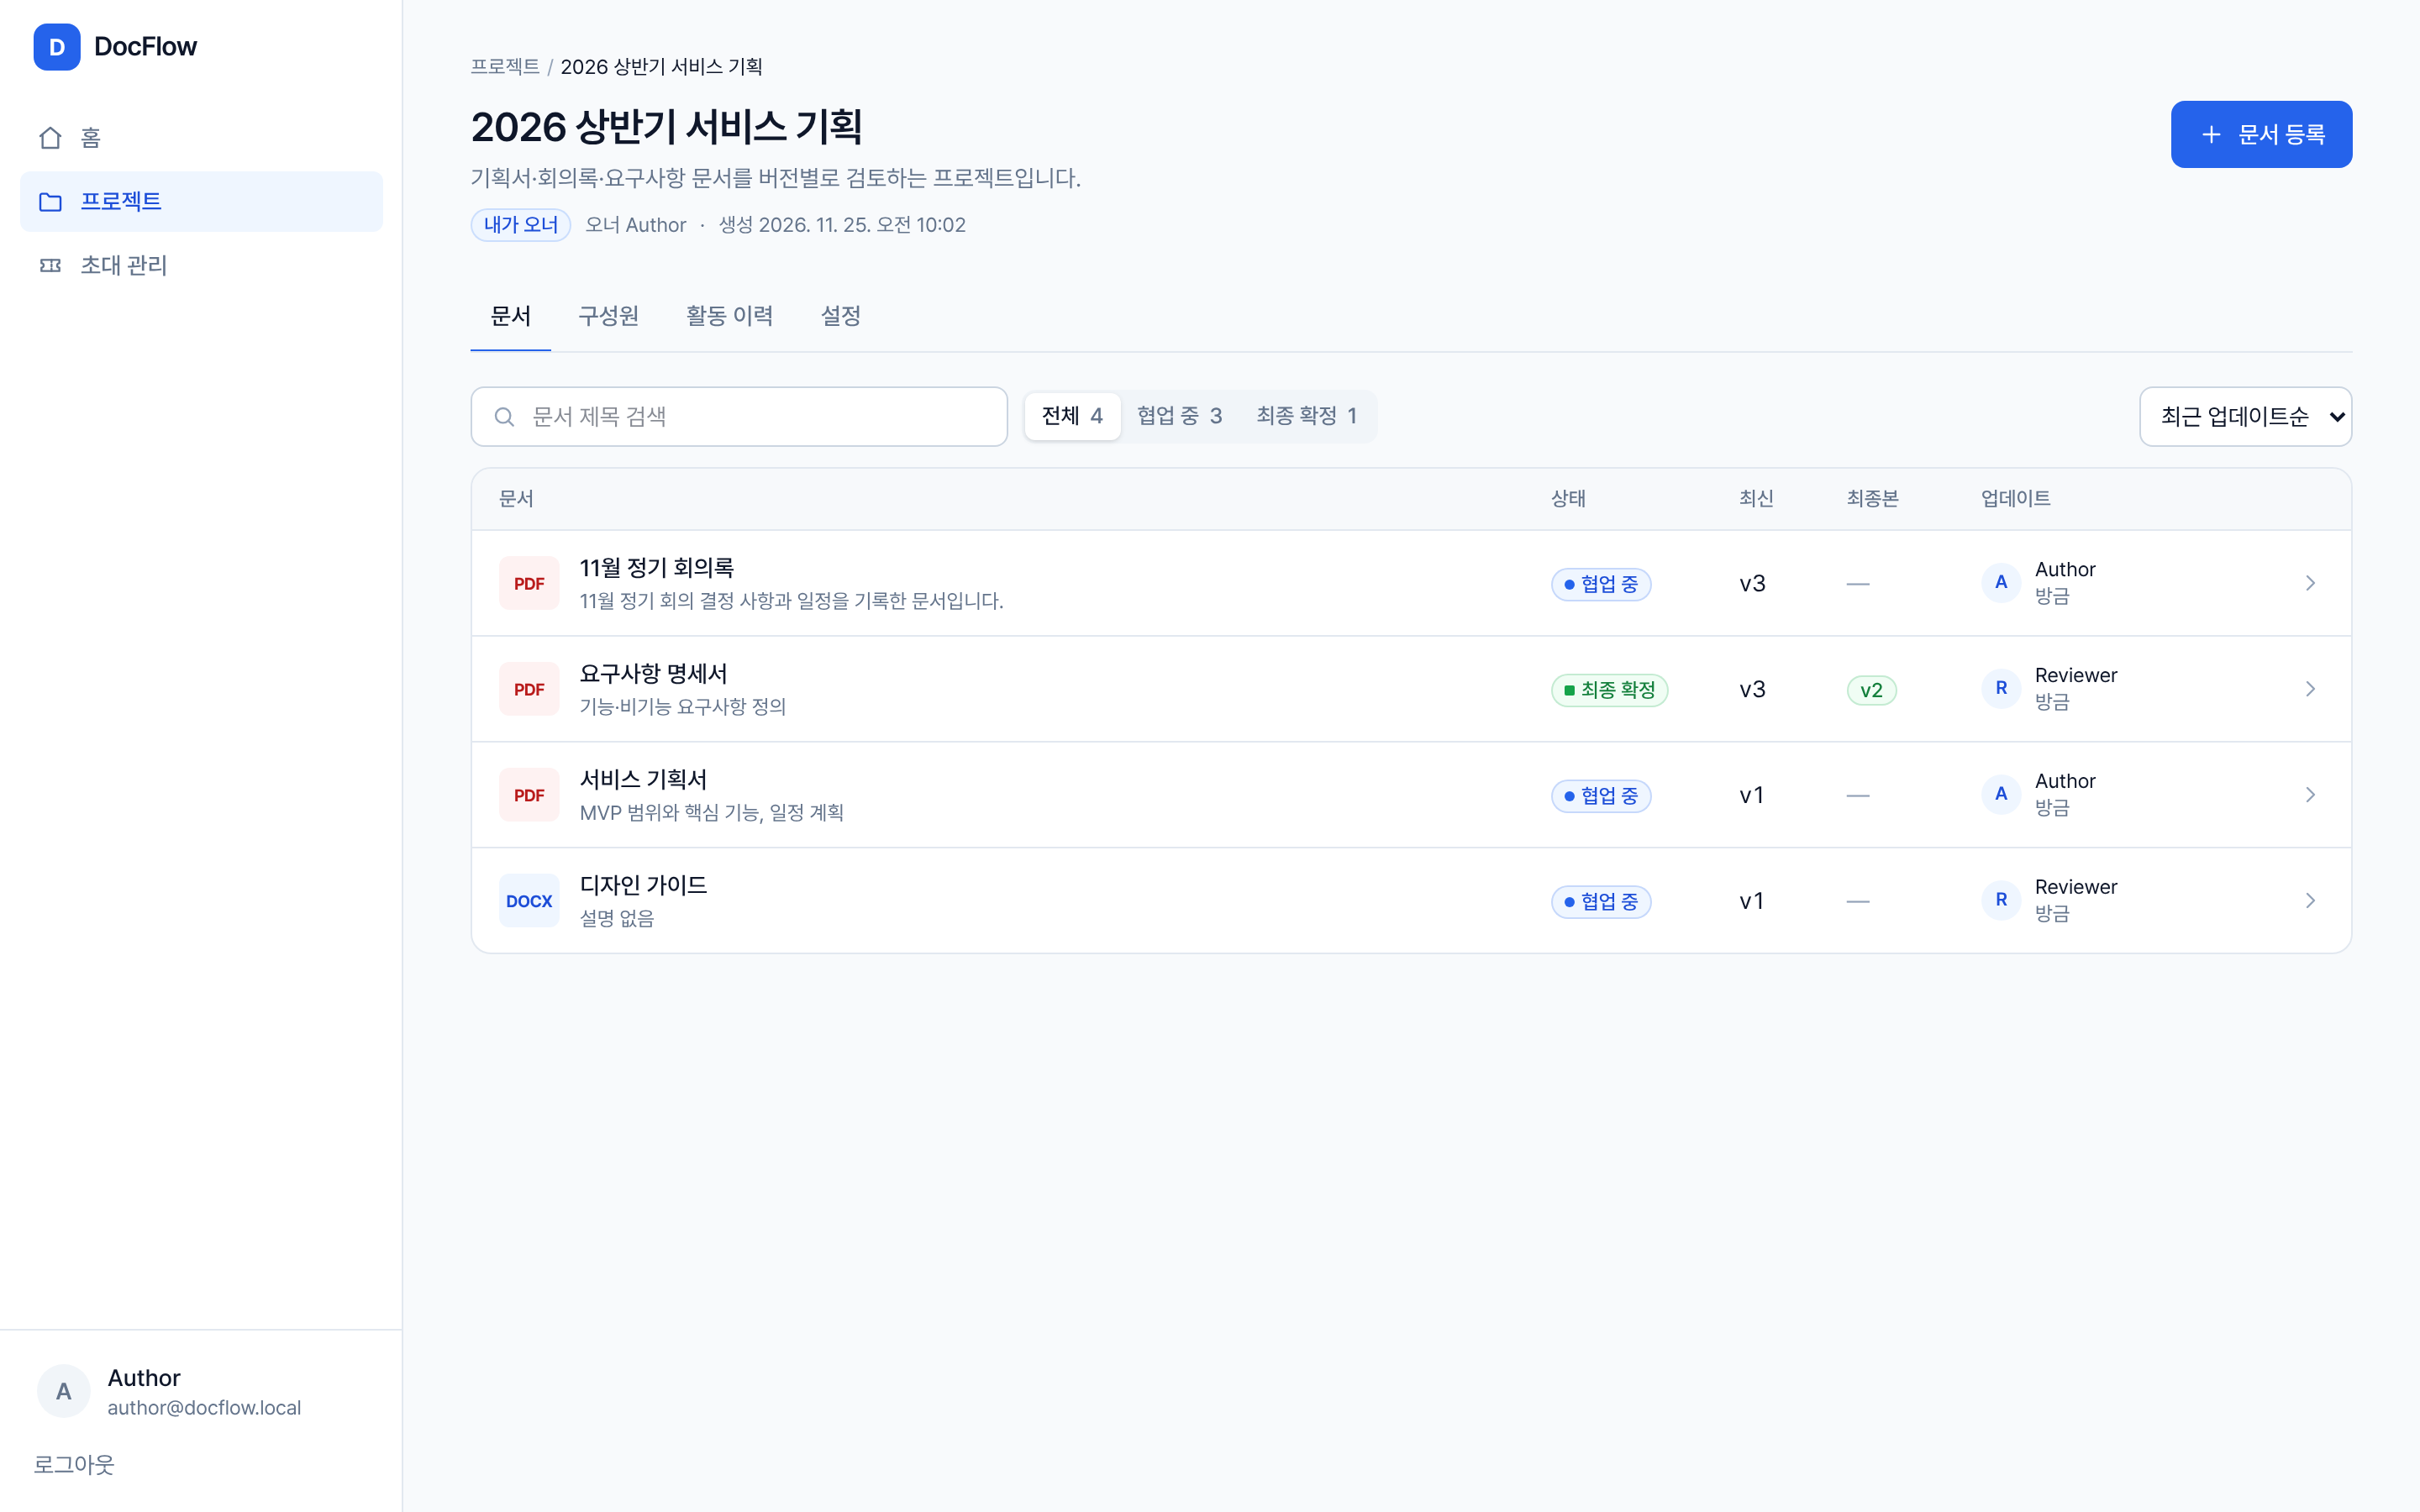 D DocFlow
홈
프로젝트
초대 관리
프로젝트 / 2026 상반기 서비스 기획
2026 상반기 서비스 기획
+ 문서 등록
기획서·회의록·요구사항 문서를 버전별로 검토하는 프로젝트입니다.
내가 오너 오너 Author · 생성 2026. 11. 25. 오전 10:02
문서 구성원 활동 이력 설정
문서 제목 검색 전체 4 협업 중 3 최종 확정 1 최근 업데이트순
문서 상태 최신 최종본 업데이트
PDF 11월 정기 회의록
11월 정기 회의 결정 사항과 일정을 기록한 문서입니다.
협업 중 v3 — A Author
방금
PDF 요구사항 명세서
기능·비기능 요구사항 정의
최종 확정 v3 v2 R Reviewer
방금
PDF 서비스 기획서
MVP 범위와 핵심 기능, 일정 계획
협업 중 v1 — A Author
방금
DOCX 디자인 가이드
설명 없음
협업 중 v1 — R Reviewer
방금
A Author
author@docflow.local
로그아웃